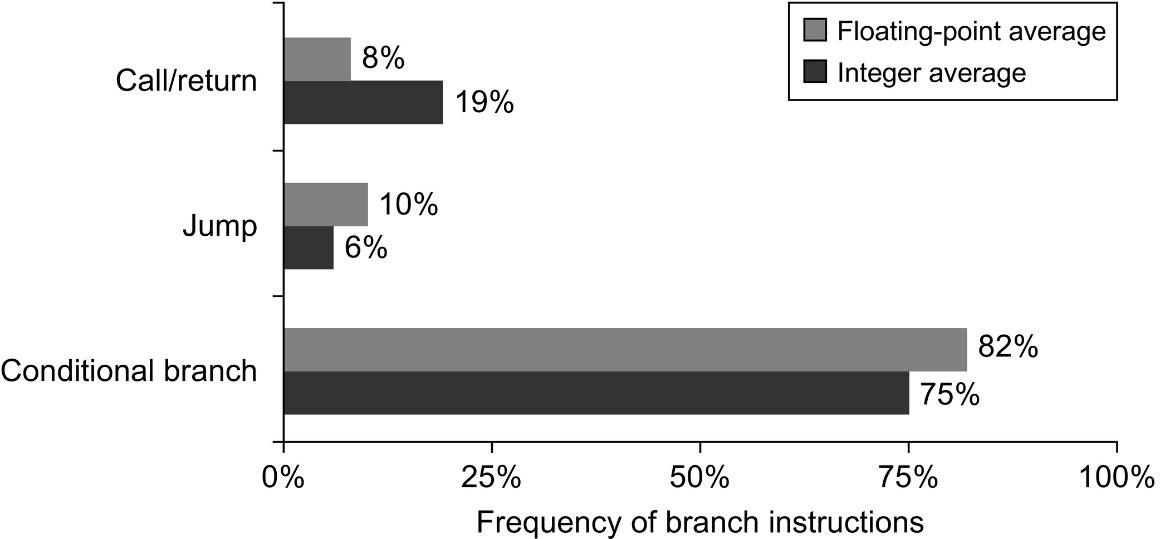 Floating-point average
Integer average
Call/return
8%
19%
Jump
10%
6%
Conditional branch
82%
75%
0%
25%
50%
75%
100%
Frequency of branch instructions